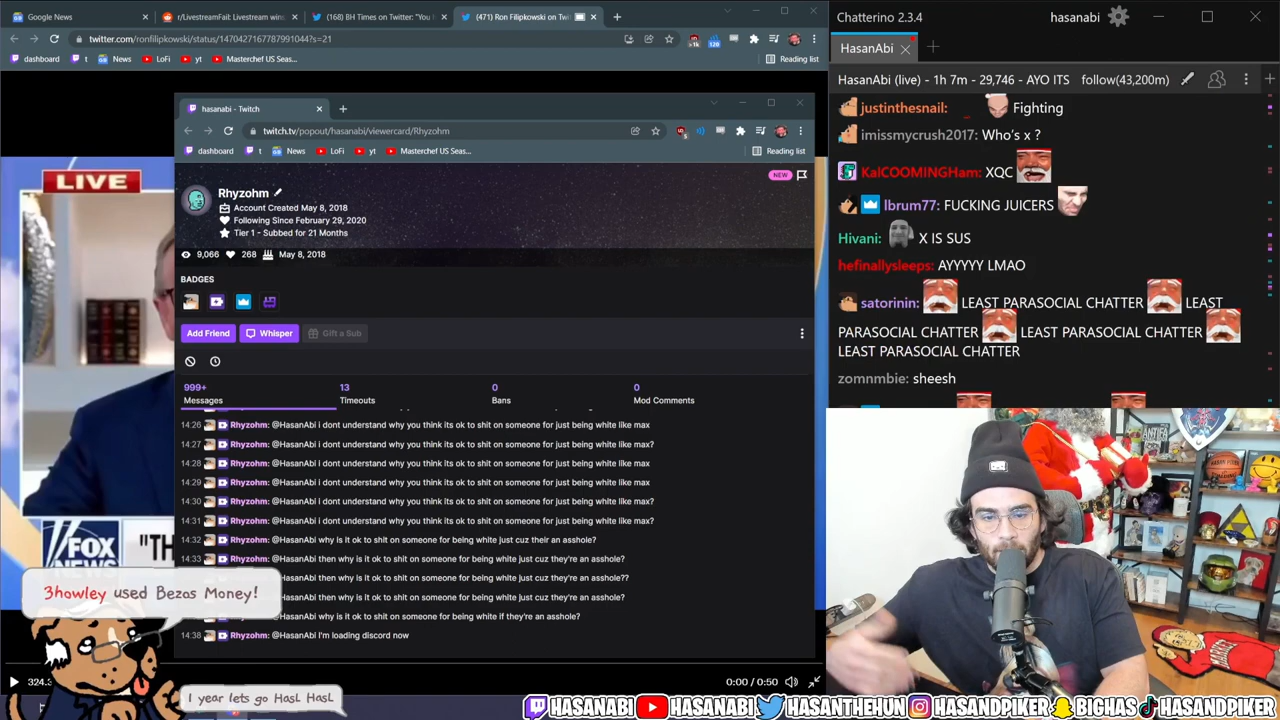 Google News
r/LivestreamFail: Livestream win:
(168) BH Times on Twitter: "You
(471) Ron Filipkowski on Twi
twitter.com/ronfilipkowski/status/1470427167787991044?s=21
120
dashboard
t
News
LoFi
yt
Masterchef US Seas...
Reading list
hasanabi - Twitch
twitch.tv/popout/hasanabi/viewercard/Rhyzohm
dashboard
t
News
LoFi
yt
Masterchef US Seas...
Reading list
LIVE
NEW
Rhyzohm
Account Created May 8, 2018
Following Since February 29, 2020
Tier 1 - Subbed for 21 Months
9,066
268
May 8, 2018
BADGES
Add Friend
Whisper
Gift a Sub
999+
Messages
13
Timeouts
0
Bans
0
Mod Comments
14:26 Rhyzohm: @HasanAbi i dont understand why you think its ok to shit on someone for just being white like max
14:27 Rhyzohm: @HasanAbi i dont understand why you think its ok to shit on someone for just being white like max?
14:28 Rhyzohm: @HasanAbi i dont understand why you think its ok to shit on someone for just being white like max
14:29 Rhyzohm: @HasanAbi i dont understand why you think its ok to shit on someone for just being white like max
14:30 Rhyzohm: @HasanAbi i dont understand why you think its ok to shit on someone for just being white like max?
14:31 Rhyzohm: @HasanAbi i dont understand why you think its ok to shit on someone for just being white like max?
14:32 Rhyzohm: @HasanAbi why is it ok to shit on someone for being white just cuz their an asshole?
14:33 Rhyzohm: @HasanAbi then why is it ok to shit on someone for being white just cuz they're an asshole?
Rhyzohm: @HasanAbi then why is it ok to shit on someone for being white just cuz they're an asshole??
Rhyzohm: @HasanAbi then why is it ok to shit on someone for being white just cuz they're an asshole?
Rhyzohm: @HasanAbi why is it ok to shit on someone for being white if they're an asshole?
14:38 Rhyzohm: @HasanAbi I'm loading discord now
FOX
NEWS
"TH
3howley used Bezos Money!
1 year lets go HasL HasL
324.
0:00 / 0:50
Chatterino 2.3.4
hasanabi
HasanAbi
HasanAbi (live) - 1h 7m - 29,746 - AYO ITS
follow(43,200m)
justinthesnail: Fighting
imissmycrush2017: Who's x ?
KalCOOMINGHam: XQC
lbrum77: FUCKING JUICERS
Hivani: X IS SUS
hefinallysleeps: AYYYYY LMAO
satorinin: LEAST PARASOCIAL CHATTER LEAST
PARASOCIAL CHATTER LEAST PARASOCIAL CHATTER
LEAST PARASOCIAL CHATTER
zomnmbie: sheesh
ANTIFA
HASANABI
HASANABI
HASANTHEHUN
HASANDPIKER
BIGHAS
HASANDPIKER